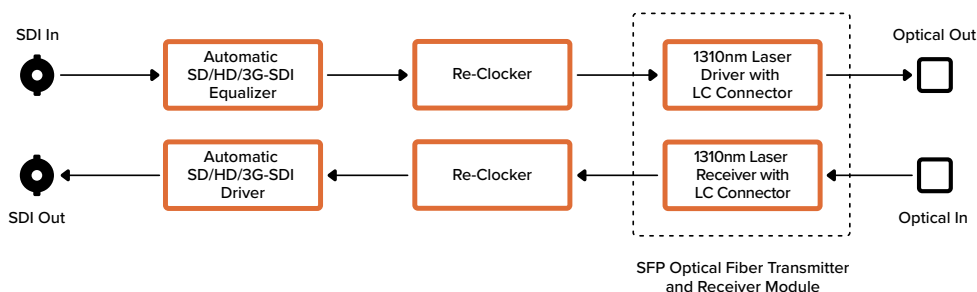 SDI In
Automatic
SD/HD/3G-SDI
Equalizer
Re-Clocker
1310nm Laser
Driver with
LC Connector
Optical Out
SDI Out
Automatic
SD/HD/3G-SDI
Driver
Re-Clocker
1310nm Laser
Receiver with
LC Connector
Optical In
SFP Optical Fiber Transmitter
and Receiver Module